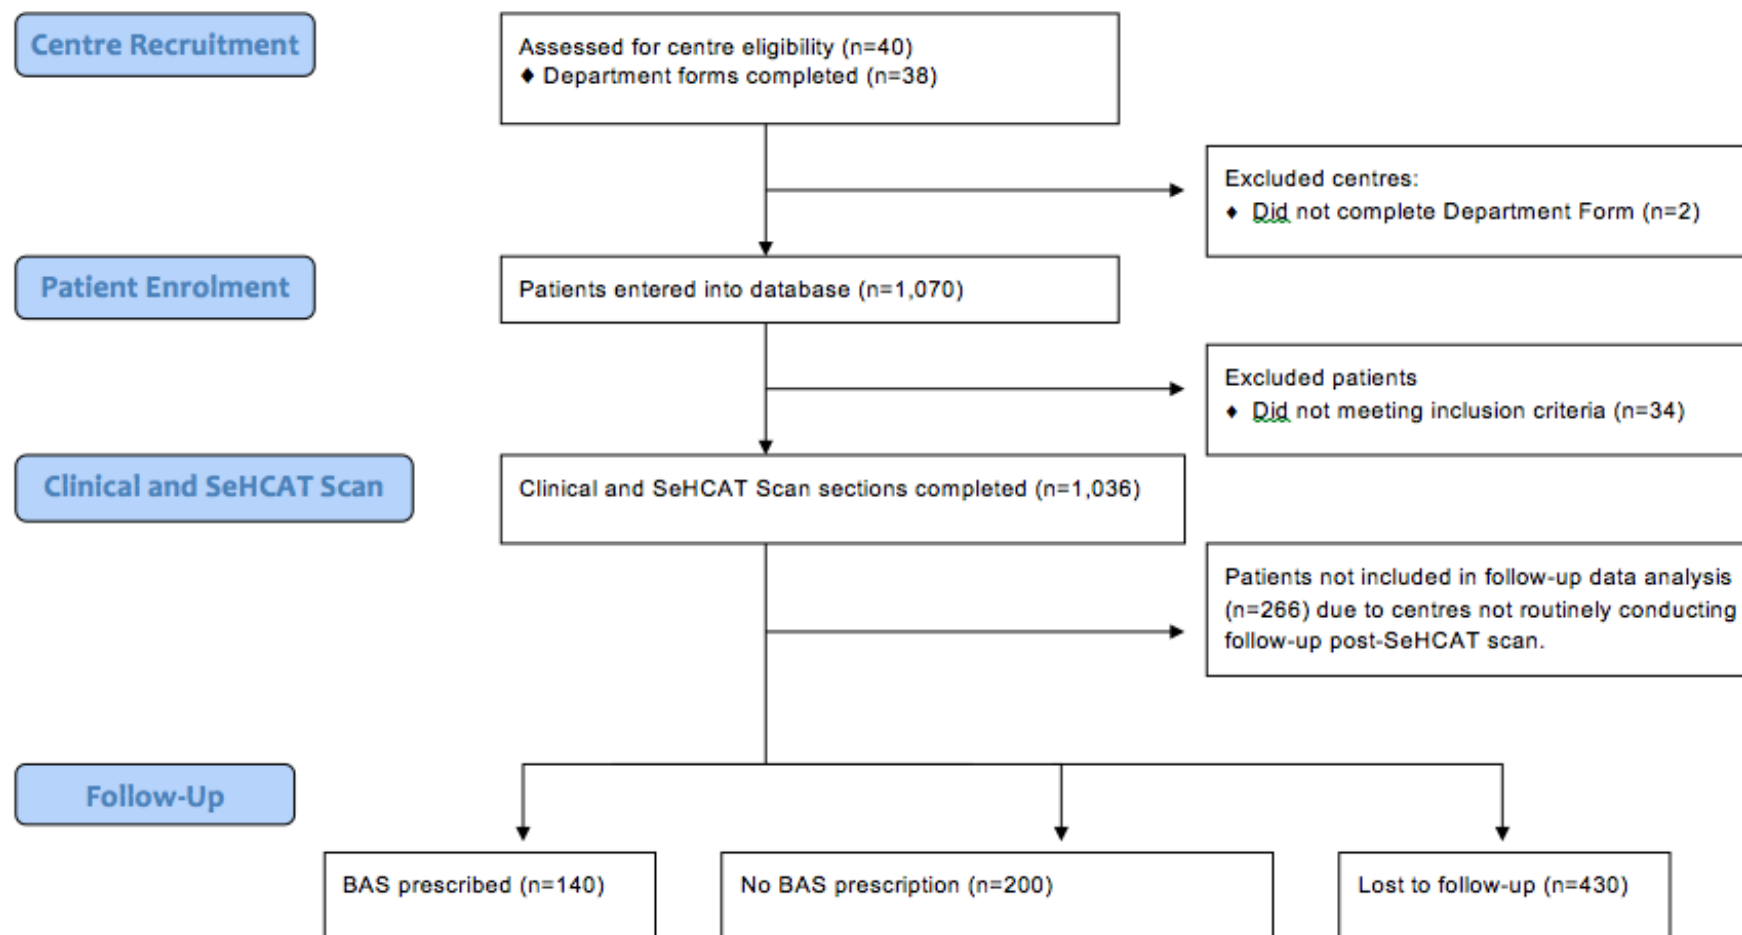 Centre Recruitment
Assessed for centre eligibility (n=40)
♦ Department forms completed (n=38)
Excluded centres:
♦ Did not complete Department Form (n=2)
Patient Enrolment
Patients entered into database (n=1,070)
Excluded patients
♦ Did not meeting inclusion criteria (n=34)
Clinical and SeHCAT Scan
Clinical and SeHCAT Scan sections completed (n=1,036)
Patients not included in follow-up data analysis
(n=266) due to centres not routinely conducting
follow-up post-SeHCAT scan.
Follow-Up
BAS prescribed (n=140)
No BAS prescription (n=200)
Lost to follow-up (n=430)